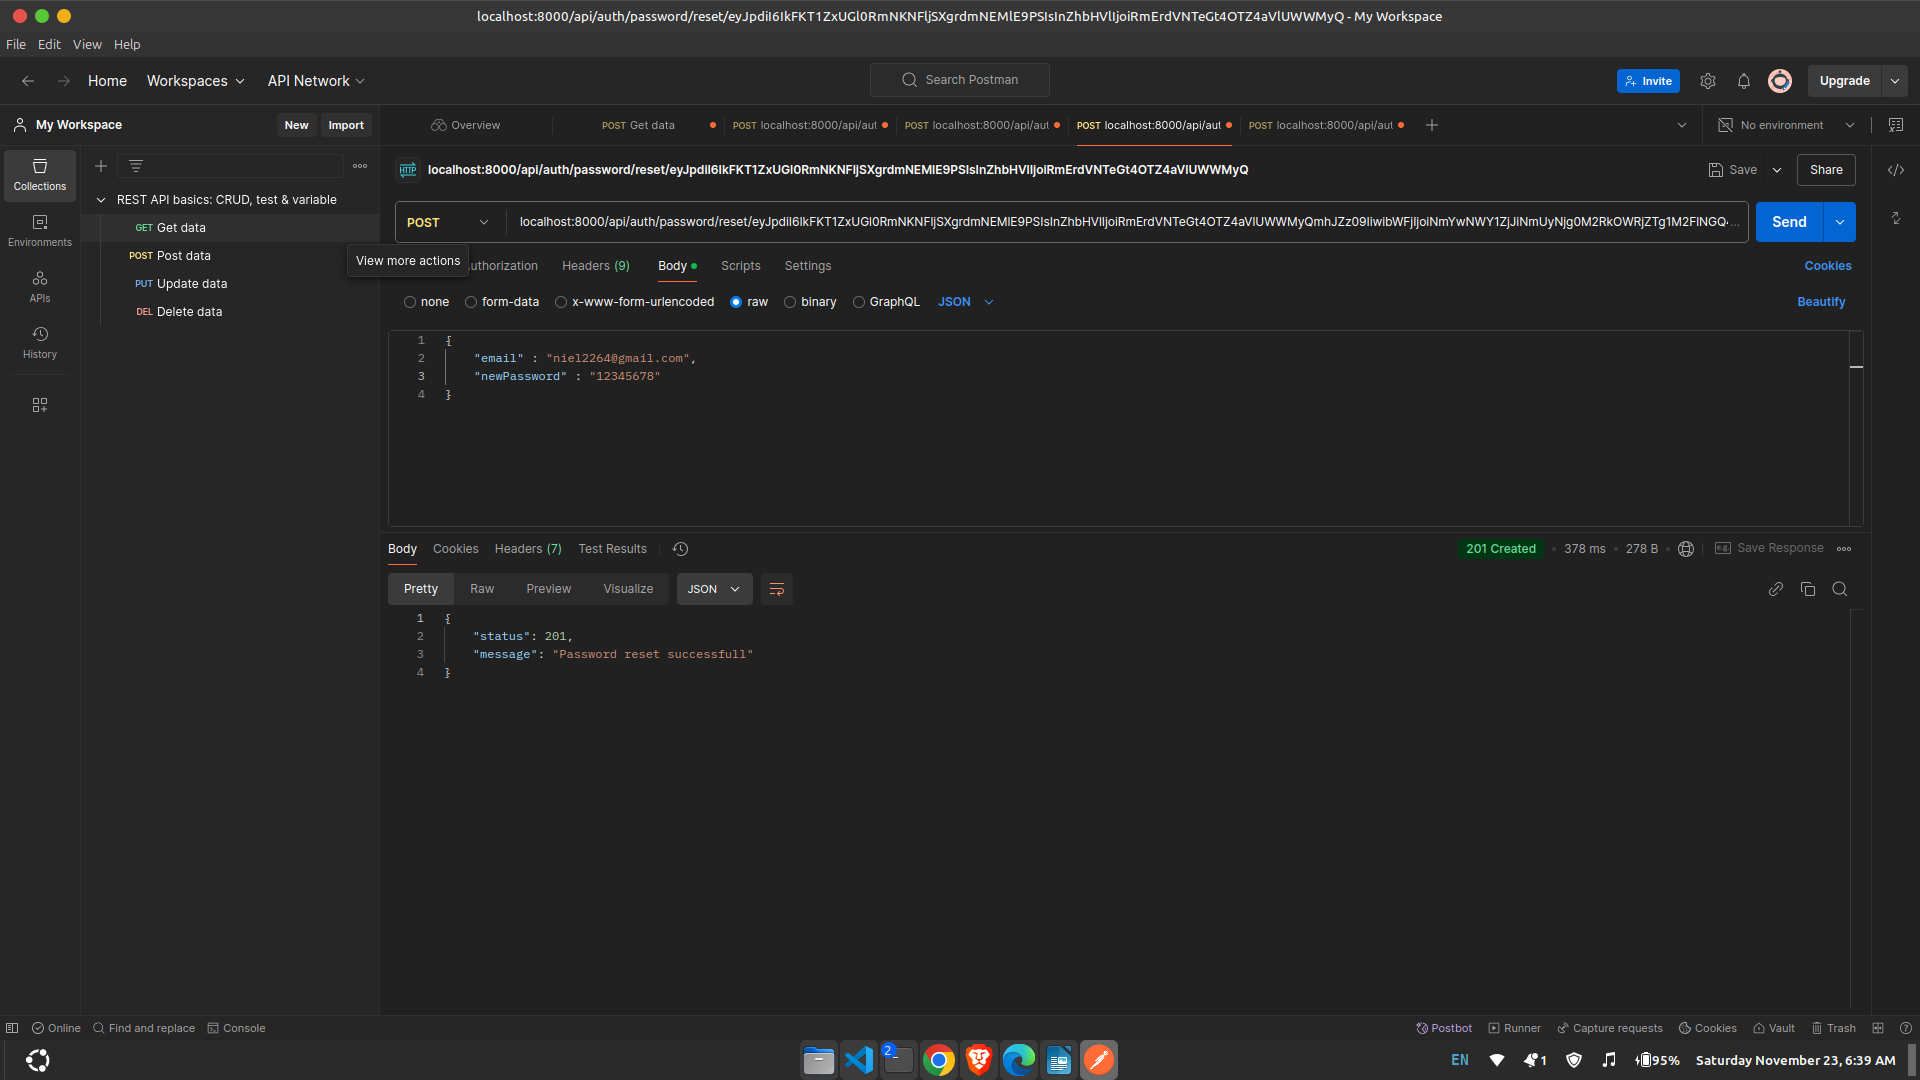 localhost:8000/api/auth/password/reset/eyJpdiI6IkFKT1ZxUGl0RmNKNFljSXgrdmNEMlE9PSIsInZhbHVlIjoiRmErdVNTeGt4OTZ4aVlUWWMyQ - My Workspace
File Edit View Help
Home Workspaces API Network
Search Postman
Invite
Upgrade
My Workspace
New Import
Overview
POST Get data
POST localhost:8000/api/aut
POST localhost:8000/api/aut
POST localhost:8000/api/aut
POST localhost:8000/api/aut
No environment
Collections
Environments
APIs
History
REST API basics: CRUD, test & variable
GET Get data
POST Post data
PUT Update data
DEL Delete data
View more actions
HTTP localhost:8000/api/auth/password/reset/eyJpdiI6IkFKT1ZxUGl0RmNKNFljSXgrdmNEMlE9PSIsInZhbHVlIjoiRmErdVNTeGt4OTZ4aVlUWWMyQ
Save
Share
POST
localhost:8000/api/auth/password/reset/eyJpdiI6IkFKT1ZxUGl0RmNKNFljSXgrdmNEMlE9PSIsInZhbHVlIjoiRmErdVNTeGt4OTZ4aVlUWWMyQmhJZz09IiwibWFjIjoiNmYwNWY1ZjJiNmUyNjg0M2RkOWRjZTg1M2FlNGQ...
Send
uthorization Headers (9) Body Scripts Settings
Cookies
none form-data x-www-form-urlencoded raw binary GraphQL JSON
Beautify
1 {
2 "email" : "niel2264@gmail.com",
3 "newPassword" : "12345678"
4 }
Body Cookies Headers (7) Test Results
201 Created 378 ms 278 B
e.g. Save Response
Pretty Raw Preview Visualize JSON
1 {
2 "status": 201,
3 "message": "Password reset successfull"
4 }
Online Find and replace Console
Postbot Runner Capture requests Cookies Vault Trash
2
EN
1
95%
Saturday November 23, 6:39 AM